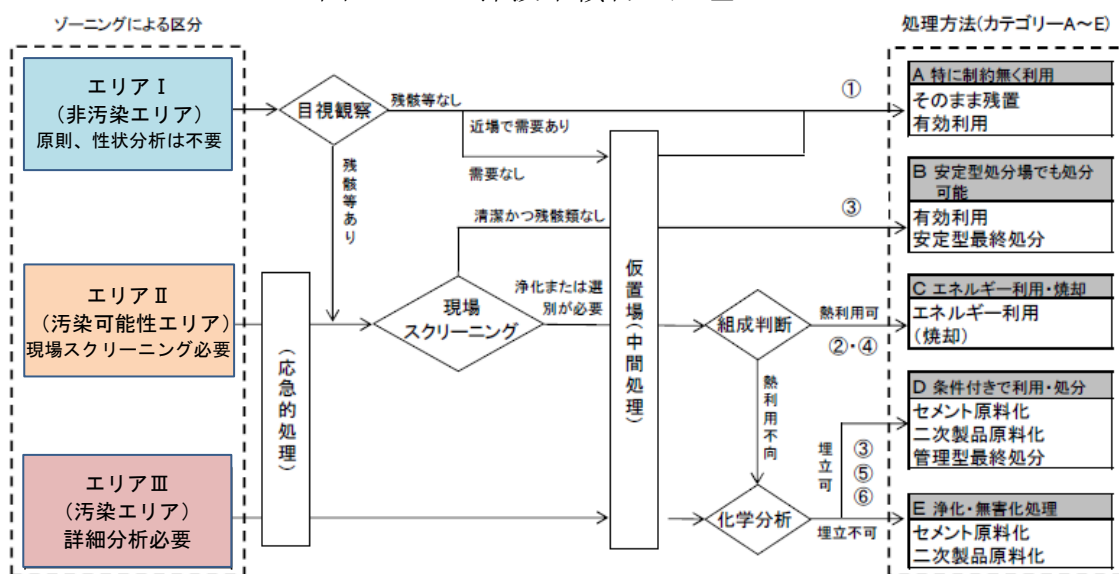 ゾーニングによる区分
処理方法(カテゴリーA～E)
エリアⅠ
(非汚染エリア)
原則、性状分析は不要
目視観察
残骸等なし
①
近場で需要あり
需要なし
残骸等あり
A 特に制約無く利用
そのまま残置
有効利用
B 安定型処分場でも処分
可能
有効利用
安定型最終処分
清潔かつ残骸類なし
③
エリアⅡ
(汚染可能性エリア)
現場スクリーニング必要
(応急的処理)
現場
スクリーニング
浄化または選
別が必要
仮置場(中間処理)
組成判断
熱利用可
②・④
C エネルギー利用・焼却
エネルギー利用
(焼却)
熱利用不向
D 条件付きで利用・処分
セメント原料化
二次製品原料化
管理型最終処分
埋立可
③
⑤
⑥
エリアⅢ
(汚染エリア)
詳細分析必要
化学分析
埋立不可
E 浄化・無害化処理
セメント原料化
二次製品原料化